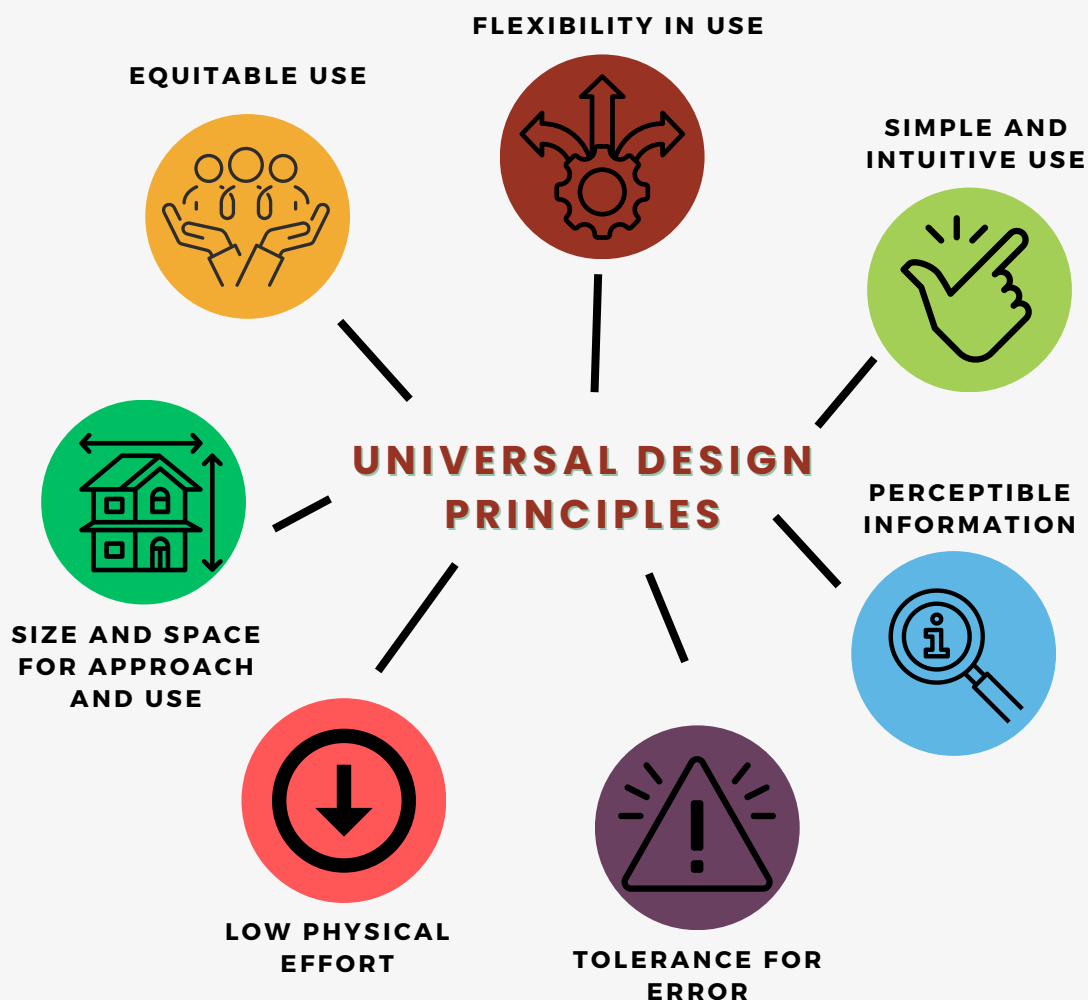 FLEXIBILITY IN USE
EQUITABLE USE
SIMPLE AND
INTUITIVE USE
UNIVERSAL DESIGN
PRINCIPLES
PERCEPTIBLE
INFORMATION
i
SIZE AND SPACE
FOR APPROACH
AND USE
!
LOW PHYSICAL
EFFORT
TOLERANCE FOR
ERROR